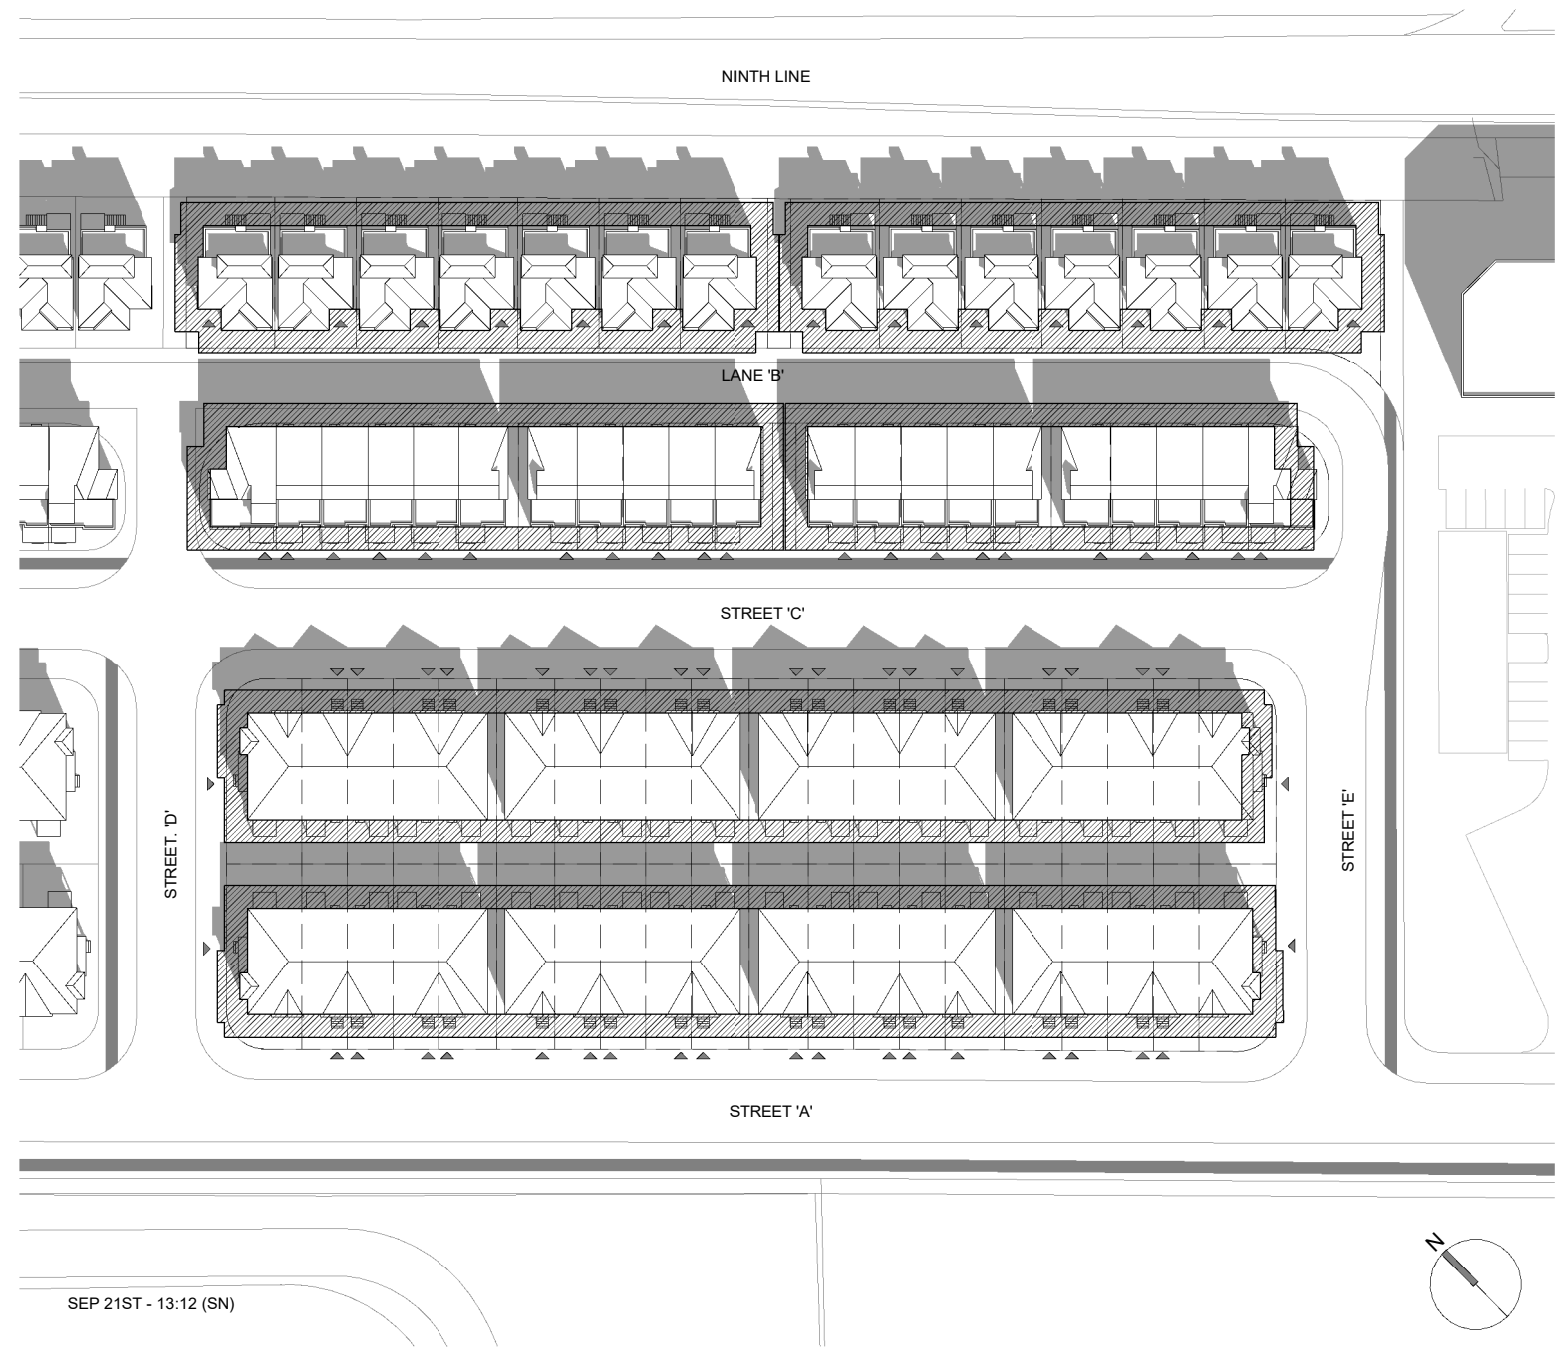 NINTH LINE
LANE 'B'
STREET 'C'
STREET. 'D'
STREET 'E'
STREET 'A'
N
SEP 21ST - 13:12 (SN)